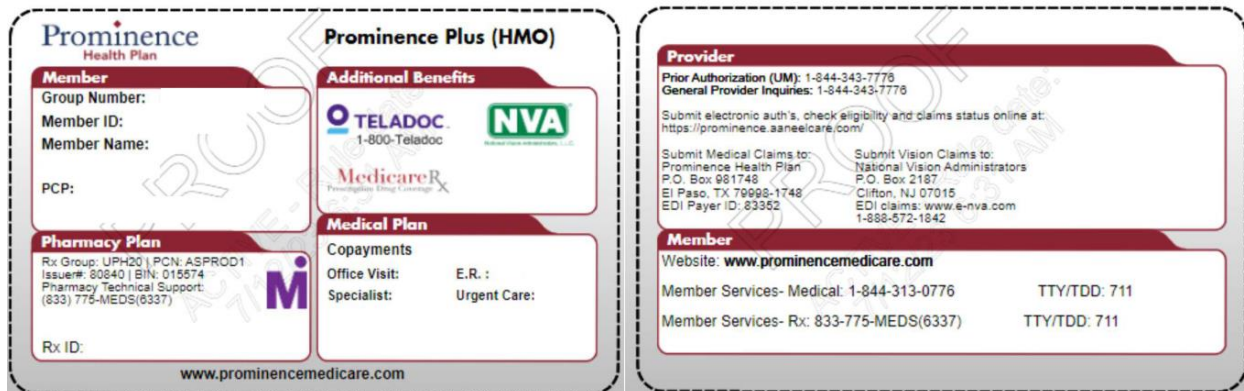 Prominence
Health Plan
Prominence Plus (HMO)
Member
Group Number:
Member ID:
Member Name:
PCP:
Additional Benefits
TELADOC
1-800-Teladoc
NVA
National Vision Administrators, L.L.C.
MedicareRx
Prescription Drug Coverage
Pharmacy Plan
Rx Group: UPH20 | PCN: ASPROD1
Issuer#: 80840 | BIN: 015574
Pharmacy Technical Support:
(833) 775-MEDS(6337)
Rx ID:
Medical Plan
Copayments
Office Visit:
E.R. :
Specialist:
Urgent Care:
www.prominencemedicare.com
PROOF
Provider
Prior Authorization (UM): 1-844-343-7776
General Provider Inquiries: 1-844-343-7776
Submit electronic auth's, check eligibility and claims status online at:
https://prominence.aaneelcare.com/
Submit Medical Claims to:
Prominence Health Plan
P.O. Box 981748
El Paso, TX 79998-1748
EDI Payer ID: 83352
Submit Vision Claims to:
National Vision Administrators
P.O. Box 2187
Clifton, NJ 07015
EDI claims: www.e-nva.com
1-888-572-1842
Member
Website: www.prominencemedicare.com
Member Services- Medical: 1-844-313-0776
TTY/TDD: 711
Member Services- Rx: 833-775-MEDS(6337)
TTY/TDD: 711
PROOF